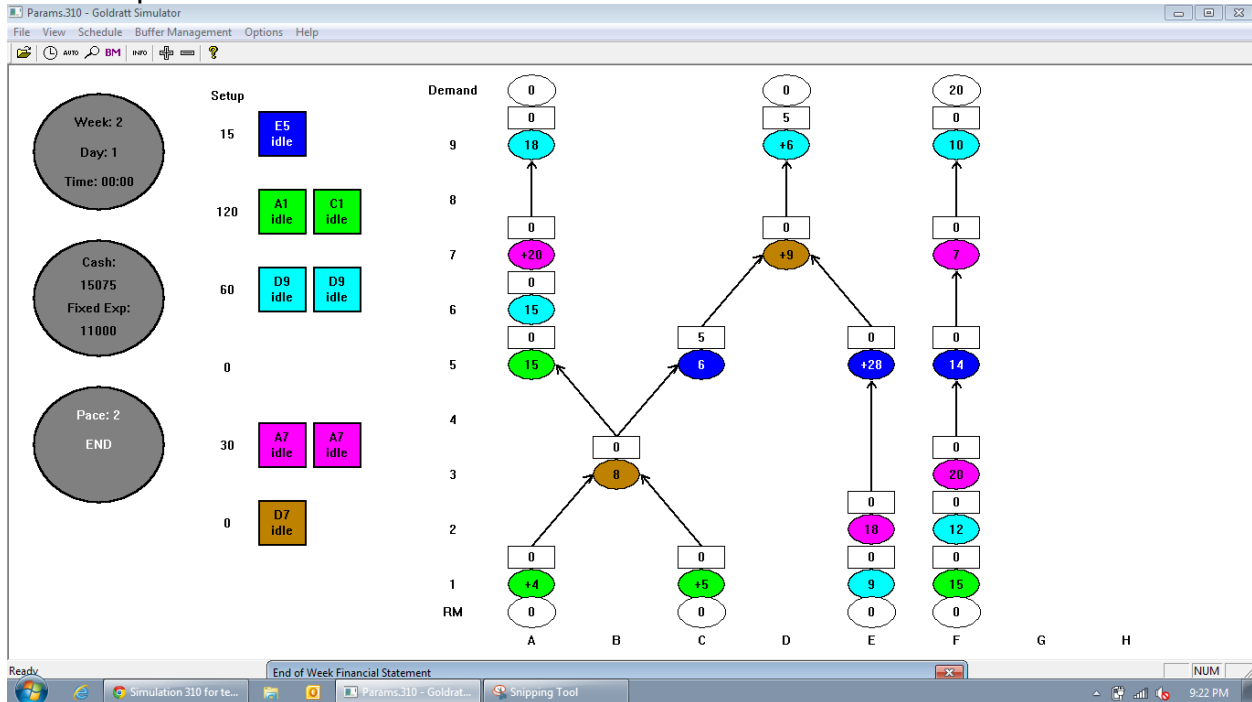 Params.310 - Goldratt Simulator
File View Schedule Buffer Management Options Help
AUTO BM INFO
Setup
Demand 0 0 20
0 5 0
Week: 2
Day: 1
Time: 00:00
15 E5 idle
9 18 +6 10
120 A1 idle C1 idle
8
0 0 0
7 +20 +9 7
Cash:
15075
Fixed Exp:
11000
60 D9 idle D9 idle
0
6 15
0 5 0 0
0
5 15 6 +28 14
Pace: 2
END
4
30 A7 idle A7 idle
0 0
3 8 20
0 0
0 D7 idle
2 18 12
0 0 0 0
1 +4 +5 9 15
RM 0 0 0 0
A B C D E F G H
Ready
End of Week Financial Statement
NUM
Simulation 310 for te...
Params.310 - Goldrat...
Snipping Tool
9:22 PM